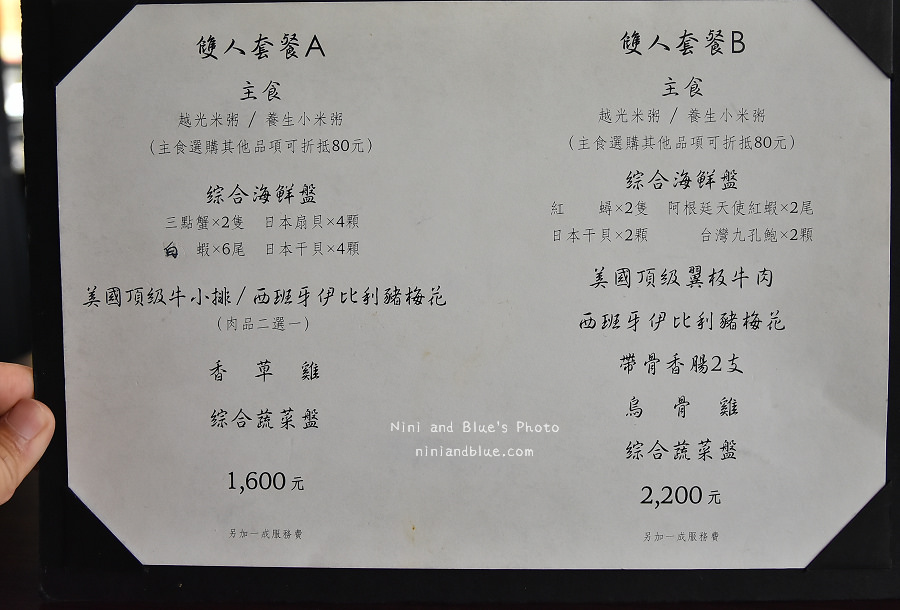 雙人套餐A
主食
越光米粥 / 養生小米粥
(主食選購其他品項可折抵80元)
綜合海鮮盤
三點蟹×2隻 日本扇貝×4顆
白 蝦×6尾 日本干貝×4顆
美國頂級牛小排/西班牙伊比利豬梅花
(肉品二選一)
香 草 雞
綜合蔬菜盤
1,600元
另加一成服務費
雙人套餐B
主食
越光米粥 / 養生小米粥
(主食選購其他品項可折抵80元)
綜合海鮮盤
紅 蟳×2隻 阿根廷天使紅蝦×2尾
日本干貝×2顆 台灣九孔鮑×2顆
美國頂級翼板牛肉
西班牙伊比利豬梅花
帶骨香腸2支
烏 骨 雞
綜合蔬菜盤
2,200元
另加一成服務費
Nini and Blue's Photo
niniandblue.com